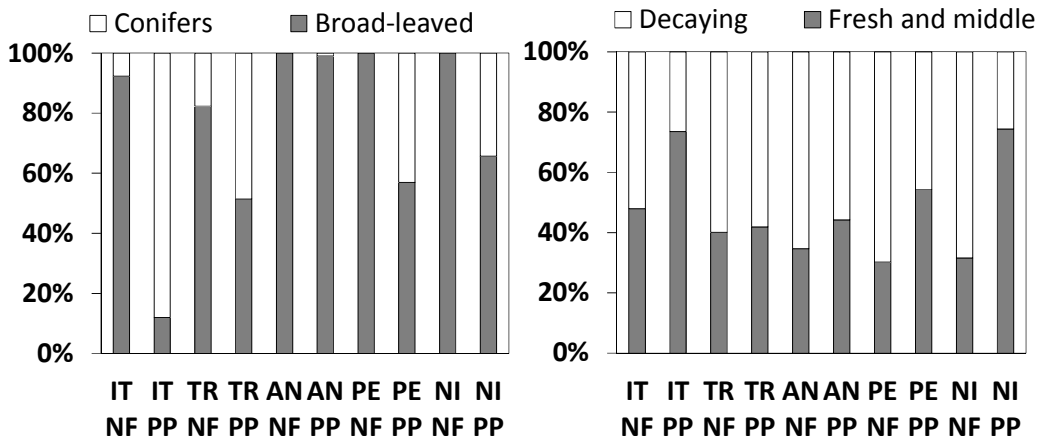 Conifers Broad-leaved
100%
80%
60%
40%
20%
0%
IT IT TR TR AN AN PE PE NI NI
NF PP NF PP NF PP NF PP NF PP
Decaying Fresh and middle
100%
80%
60%
40%
20%
0%
IT IT TR TR AN AN PE PE NI NI
NF PP NF PP NF PP NF PP NF PP